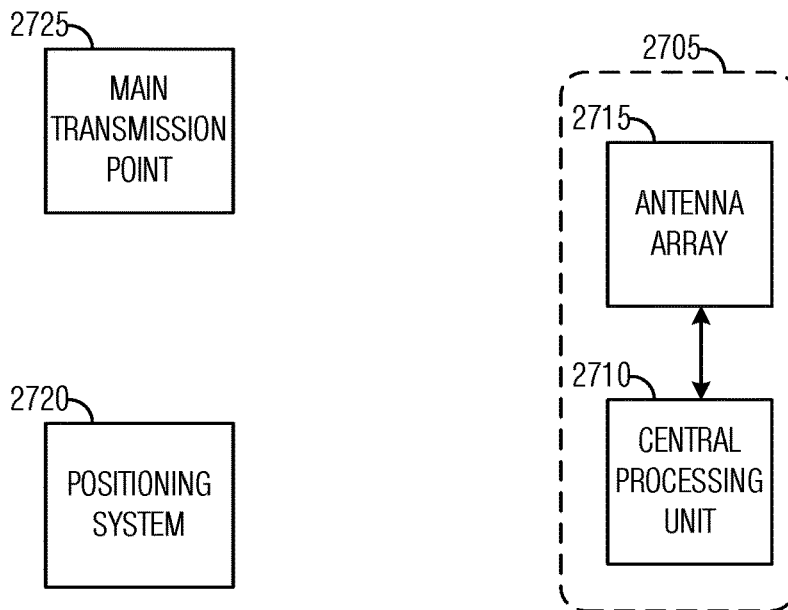 2725
MAIN
TRANSMISSION
POINT
2705
2715
ANTENNA
ARRAY
2720
POSITIONING
SYSTEM
2710
CENTRAL
PROCESSING
UNIT